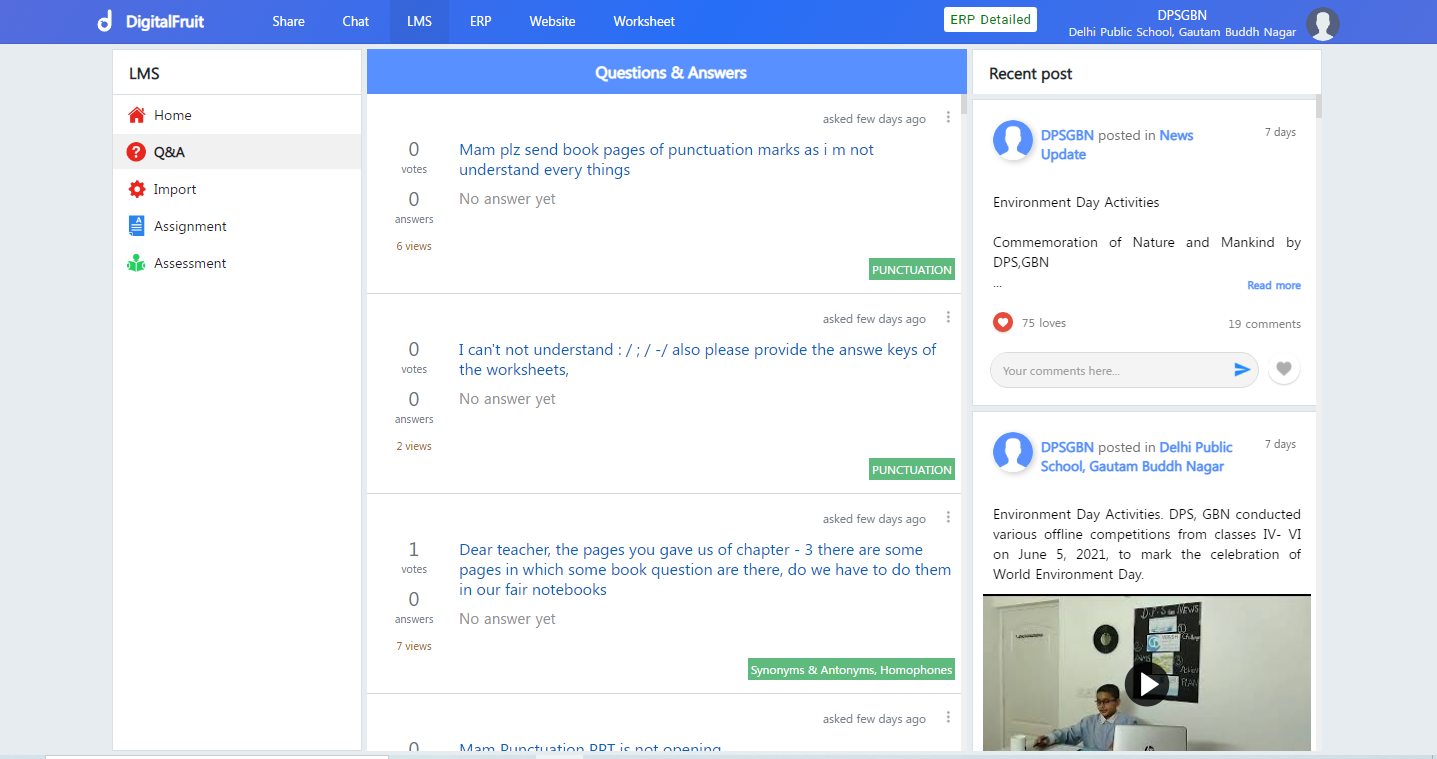 DigitalFruit
Share
Chat
LMS
ERP
Website
Worksheet
ERP Detailed
DPSGBN
Delhi Public School, Gautam Buddh Nagar
LMS
Home
Q&A
Import
Assignment
Assessment
Questions & Answers
asked few days ago
0
votes
0
answers
6 views
Mam plz send book pages of punctuation marks as i m not
understand every things
No answer yet
PUNCTUATION
asked few days ago
0
votes
0
answers
2 views
I can't not understand : / ; / -/ also please provide the answe keys of
the worksheets,
No answer yet
PUNCTUATION
asked few days ago
1
votes
0
answers
7 views
Dear teacher, the pages you gave us of chapter - 3 there are some
pages in which some book question are there, do we have to do them
in our fair notebooks
No answer yet
Synonyms & Antonyms, Homophones
asked few days ago
0
Mam Punctuation PPT is not opening
Recent post
DPSGBN posted in News
Update
7 days
Environment Day Activities
Commemoration of Nature and Mankind by
DPS,GBN
...
Read more
75 loves
19 comments
Your comments here...
DPSGBN posted in Delhi Public
School, Gautam Buddh Nagar
7 days
Environment Day Activities. DPS, GBN conducted
various offline competitions from classes IV- VI
on June 5, 2021, to mark the celebration of
World Environment Day.
NEWS
PLAN
hp